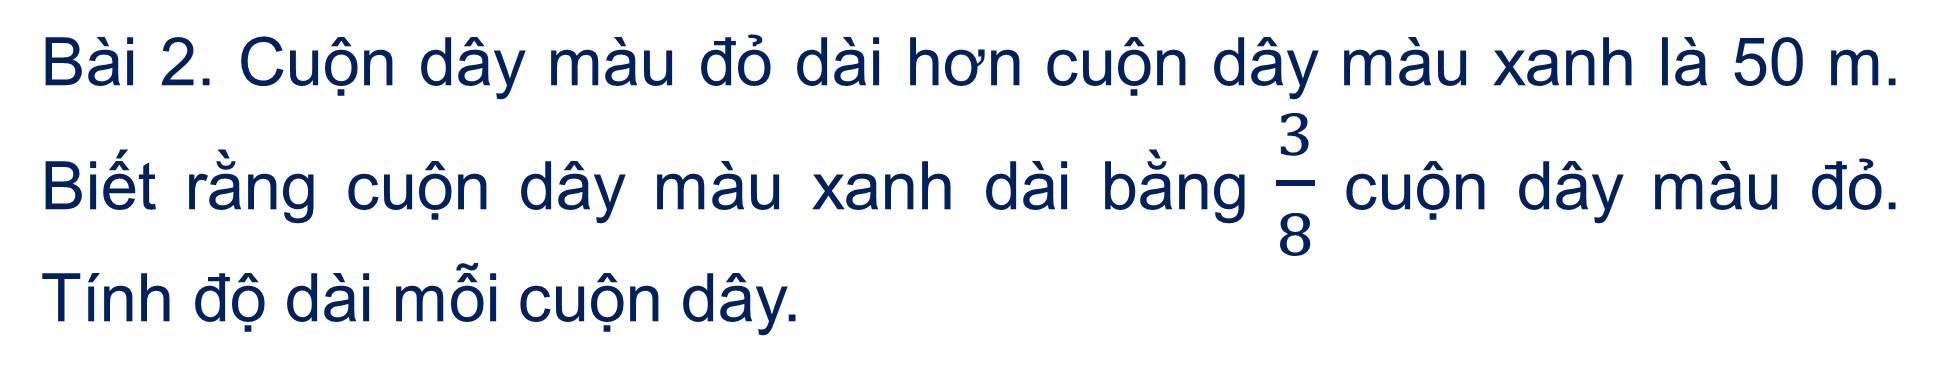 Bài 2. Cuộn dây màu đỏ dài hơn cuộn dây màu xanh là 50 m.
Biết rằng cuộn dây màu xanh dài bằng 3/8 cuộn dây màu đỏ.
Tính độ dài mỗi cuộn dây.